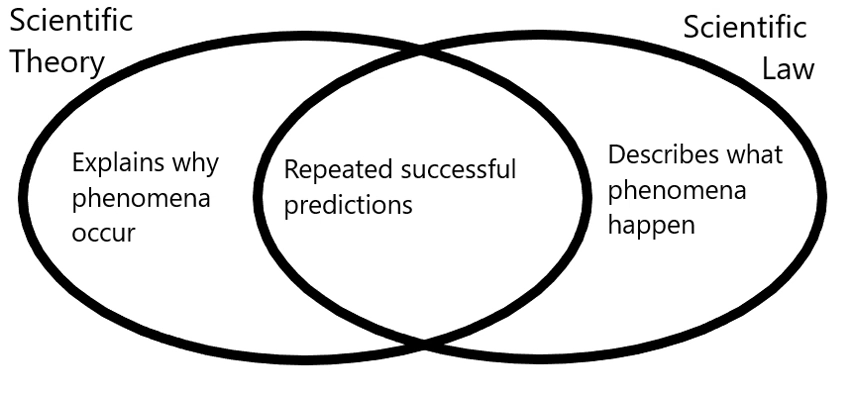 Scientific
Theory
Scientific
Law
Explains why
phenomena
occur
Repeated successful
predictions
Describes what
phenomena
happen